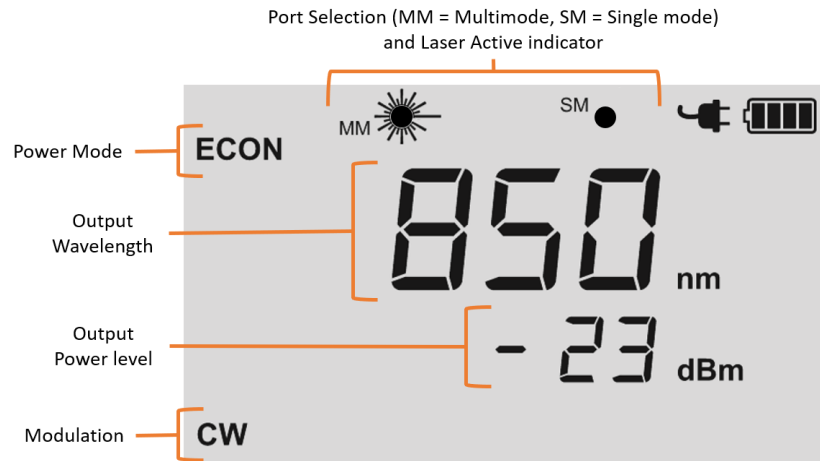 Port Selection (MM = Multimode, SM = Single mode)
and Laser Active indicator
MM
SM
Power Mode
ECON
Output
Wavelength
850 nm
Output
Power level
- 23 dBm
Modulation
CW